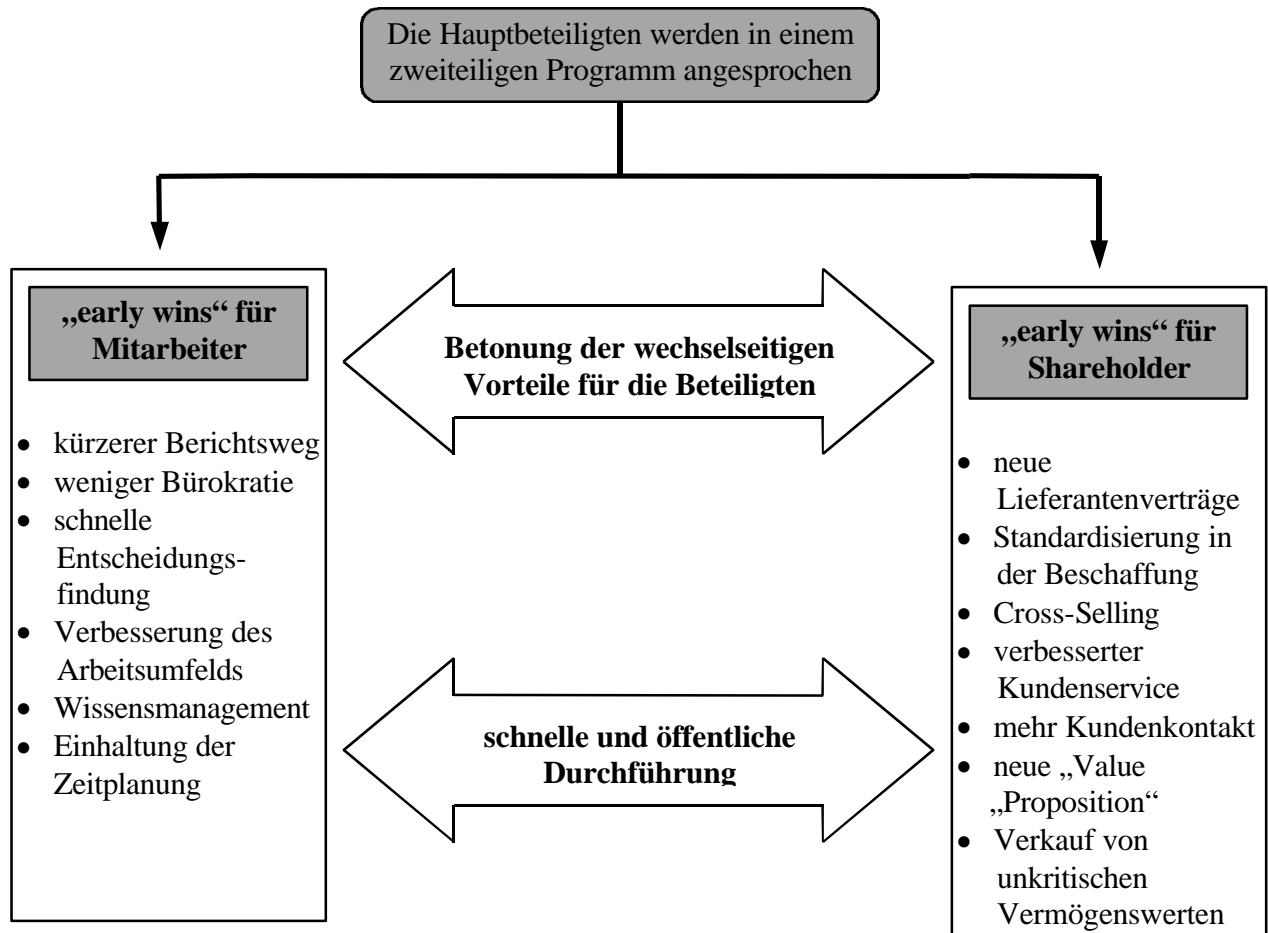 Die Hauptbeteiligten werden in einem
zweiteiligen Programm angesprochen
„early wins“ für
Mitarbeiter
• kürzerer Berichtsweg
• weniger Bürokratie
• schnelle
Entscheidungs-
findung
• Verbesserung des
Arbeitsumfelds
• Wissensmanagement
• Einhaltung der
Zeitplanung
Betonung der wechselseitigen
Vorteile für die Beteiligten
schnelle und öffentliche
Durchführung
„early wins“ für
Shareholder
• neue
Lieferantenverträge
• Standardisierung in
der Beschaffung
• Cross-Selling
• verbesserter
Kundenservice
• mehr Kundenkontakt
• neue „Value
„Proposition“
• Verkauf von
unkritischen
Vermögenswerten